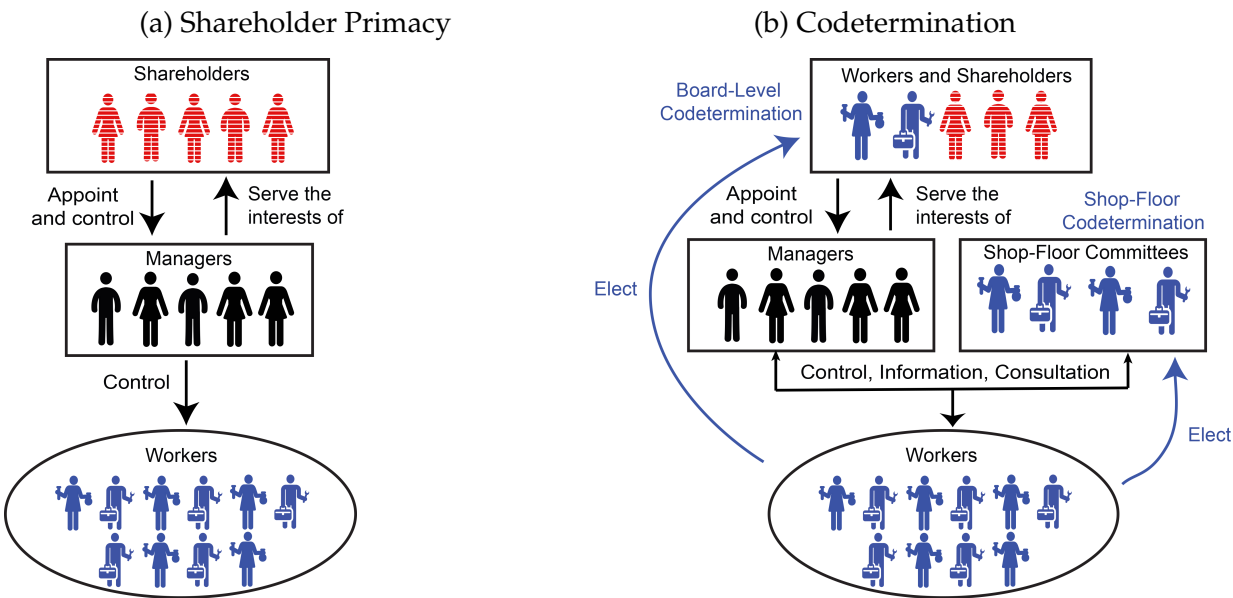 (a) Shareholder Primacy
Shareholders
Appoint
and control
Serve the
interests of
Managers
Control
Workers
(b) Codetermination
Board-Level
Codetermination
Workers and Shareholders
Appoint
and control
Serve the
interests of
Shop-Floor
Codetermination
Managers
Shop-Floor Committees
Elect
Control, Information, Consultation
Elect
Workers